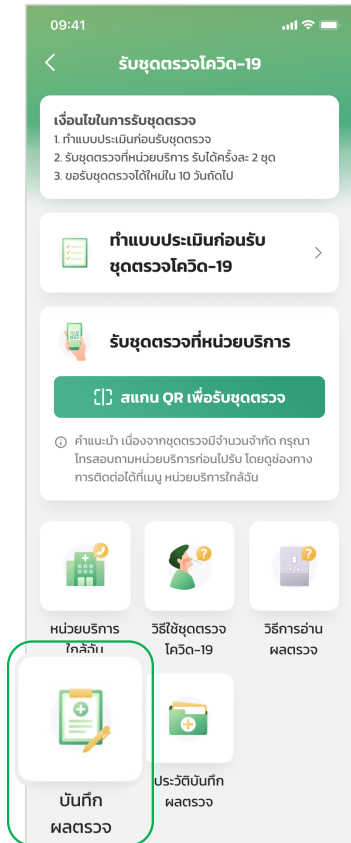 09:41
รับชุดตรวจโควิด-19
เงื่อนไขในการรับชุดตรวจ
1. ทำแบบประเมินก่อนรับชุดตรวจ
2. รับชุดตรวจที่หน่วยบริการ รับได้ครั้งละ 2 ชุด
3. ขอรับชุดตรวจได้ใหม่ใน 10 วันถัดไป
ทำแบบประเมินก่อนรับ
ชุดตรวจโควิด-19
รับชุดตรวจที่หน่วยบริการ
สแกน QR เพื่อรับชุดตรวจ
คำแนะนำ เนื่องจากชุดตรวจมีจำนวนจำกัด กรุณา
โทรสอบถามหน่วยบริการก่อนไปรับ โดยดูช่องทาง
การติดต่อได้ที่เมนู หน่วยบริการใกล้ฉัน
หน่วยบริการ
ใกล้ฉัน
วิธีใช้ชุดตรวจ
โควิด-19
วิธีการอ่าน
ผลตรวจ
บันทึก
ผลตรวจ
ประวัติบันทึก
ผลตรวจ